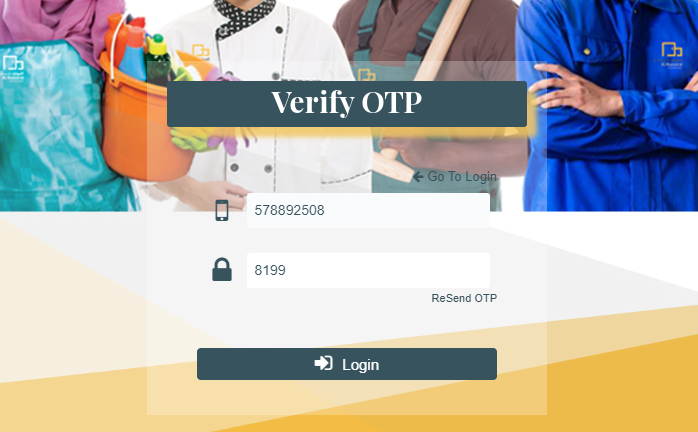 Verify OTP
Go To Login
578892508
8199
ReSend OTP
Login